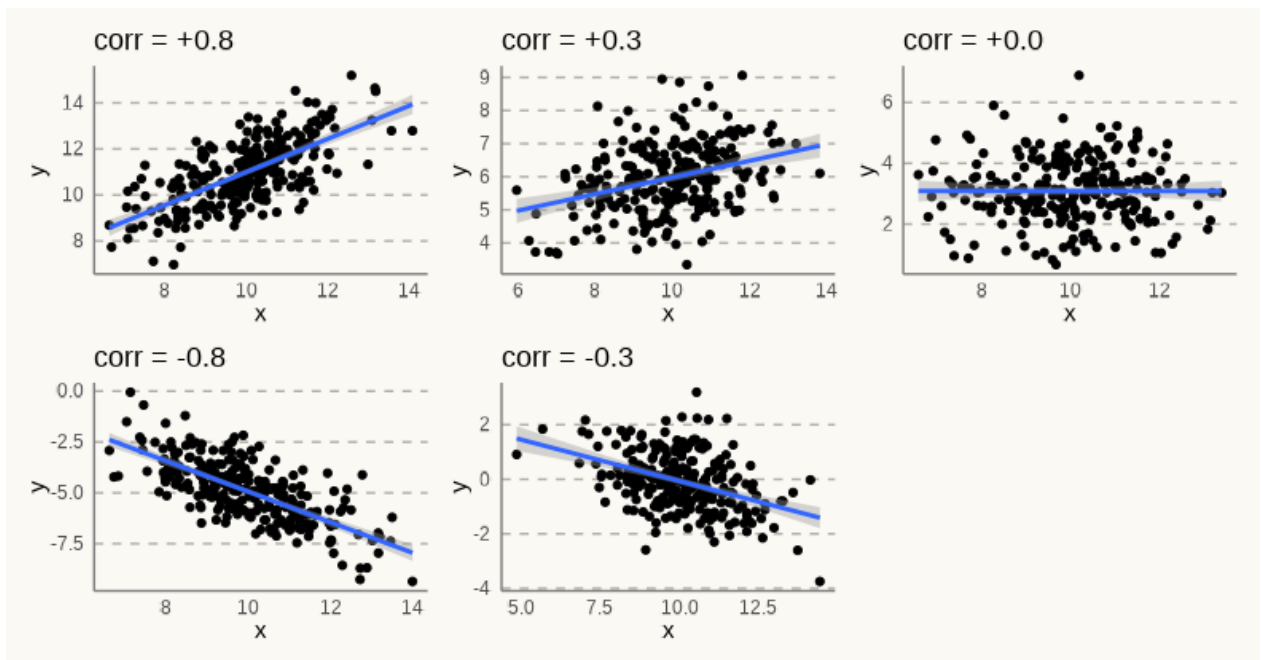 corr = +0.8
14
12
10
8
y
8 10 12 14
x
corr = +0.3
9
8
7
6
5
4
y
6 8 10 12 14
x
corr = +0.0
6
4
2
y
8 10 12
x
corr = -0.8
0.0
-2.5
-5.0
-7.5
y
8 10 12 14
x
corr = -0.3
2
0
-2
-4
y
5.0 7.5 10.0 12.5
x